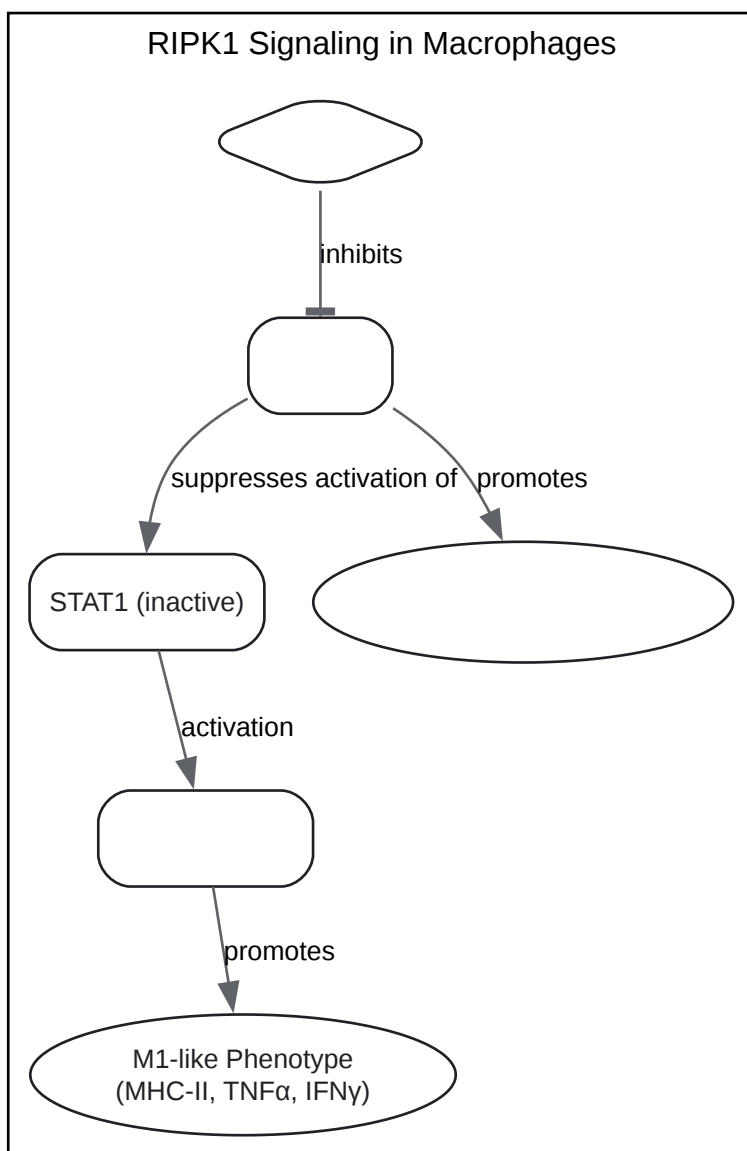 RIPK1 Signaling in Macrophages
inhibits
suppresses activation of
promotes
STAT1 (inactive)
activation
promotes
M1-like Phenotype
(MHC-II, TNFα, IFNγ)